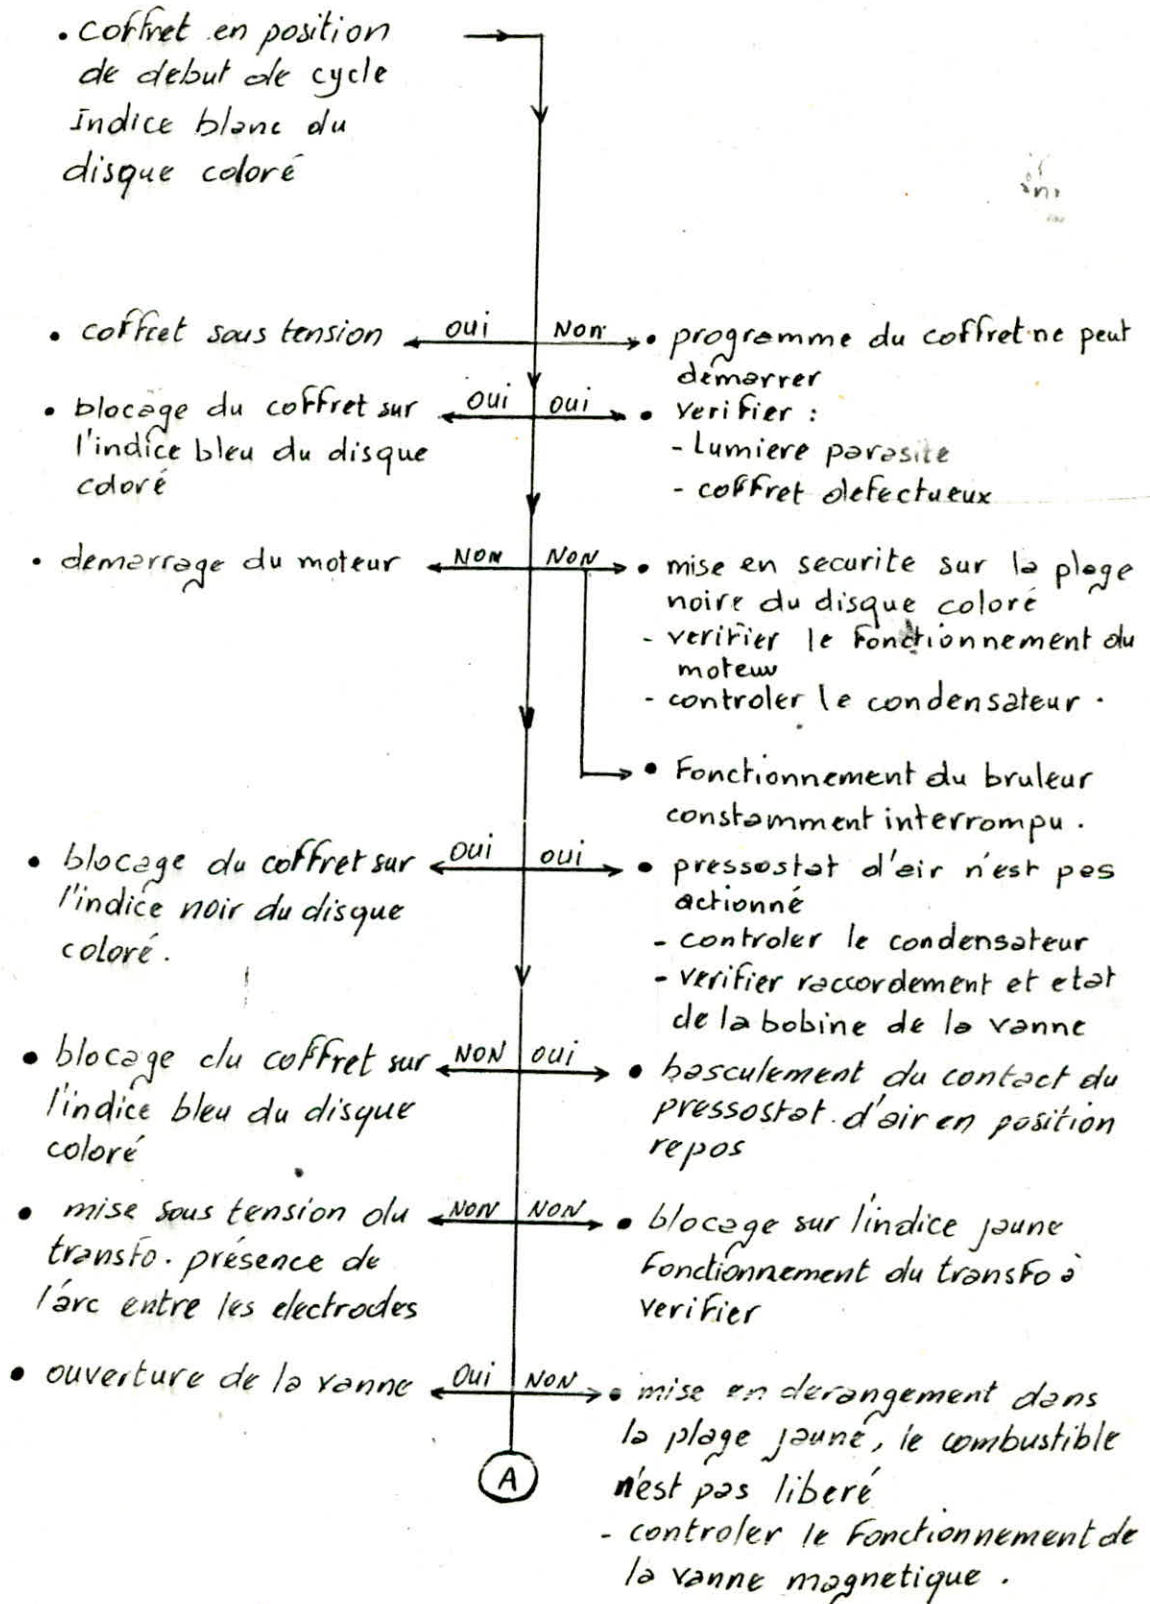 • coffret en position
de debut de cycle
Indice blanc du
disque coloré
• coffret sous tension
OUI
NON
• programme du coffret ne peut
démarrer
• blocage du coffret sur
l'indice bleu du disque
coloré
OUI
OUI
• verifier :
- Lumiere parasite
- coffret defectueux
• demarrage du moteur
NON
NON
• mise en securite sur la plage
noire du disque coloré
- verifier le fonctionnement du
moteur
- controler le condensateur .
• Fonctionnement du bruleur
constamment interrompu .
• blocage du coffret sur
l'indice noir du disque
coloré .
OUI
OUI
• pressostat d'air n'est pas
actionné
- controler le condensateur
- verifier raccordement et etat
de la bobine de la vanne
• blocage du coffret sur
l'indice bleu du disque
coloré
NON
OUI
• basculement du contact du
pressostat d'air en position
repos
• mise sous tension du
transfo . présence de
l'arc entre les electrodes
NON
NON
• blocage sur l'indice jaune
Fonctionnement du transfo à
verifier
• ouverture de la vanne
OUI
NON
• mise en derangement dans
la plage jaune, le combustible
n'est pas liberé
- controler le Fonctionnement de
la vanne magnetique .
A